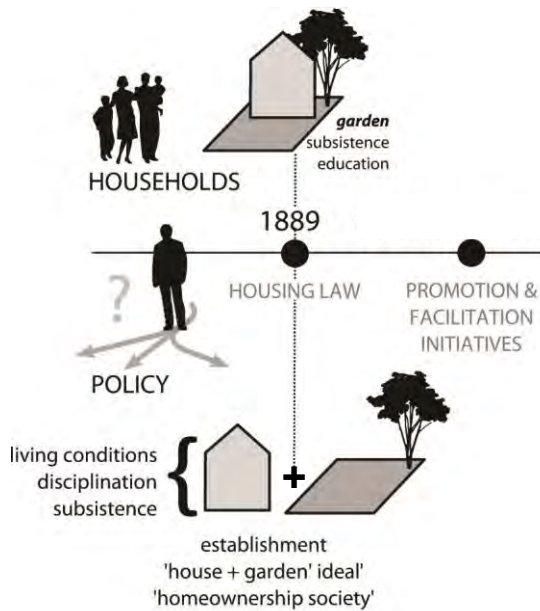 garden
subsistence
education
HOUSEHOLDS
1889
HOUSING LAW
PROMOTION &
FACILITATION
INITIATIVES
?
POLICY
living conditions
disciplination
subsistence
{
+
establishment
'house + garden' ideal'
'homeownership society'